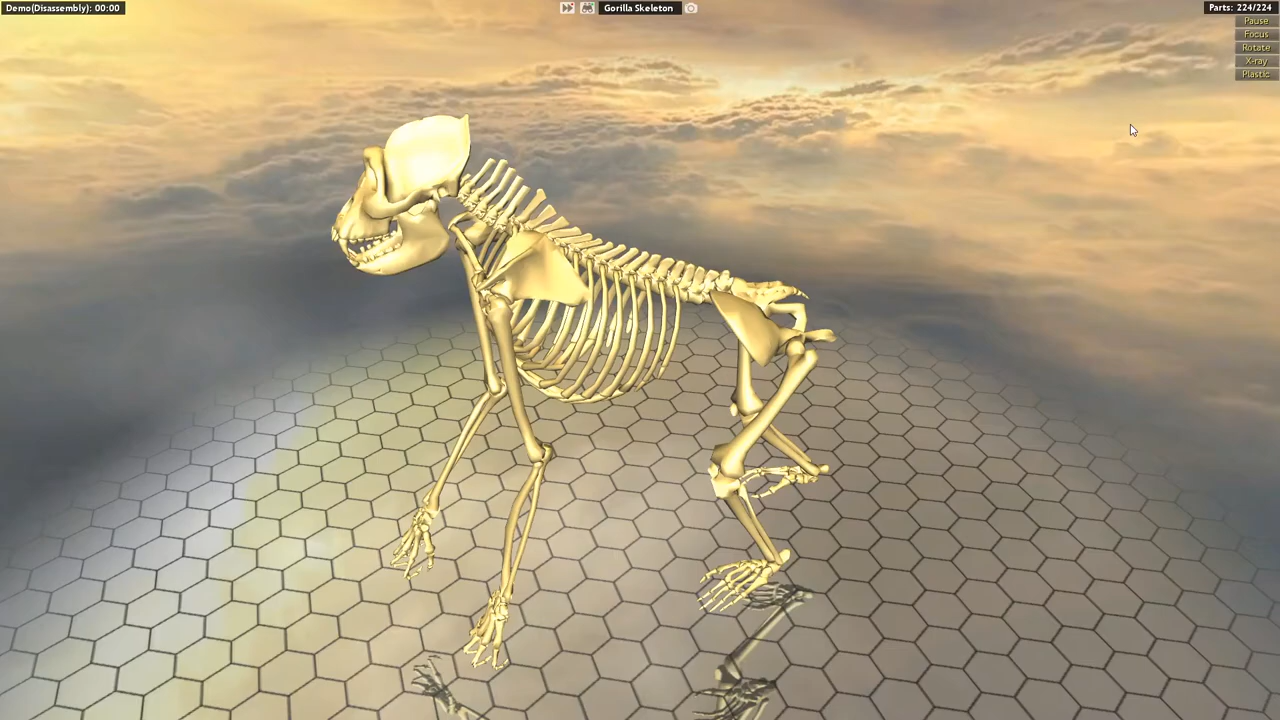 Demo(Disassembly): 00:00
Gorilla Skeleton
Parts: 224/224
Pause
Focus
Rotate
X-ray
Plastic